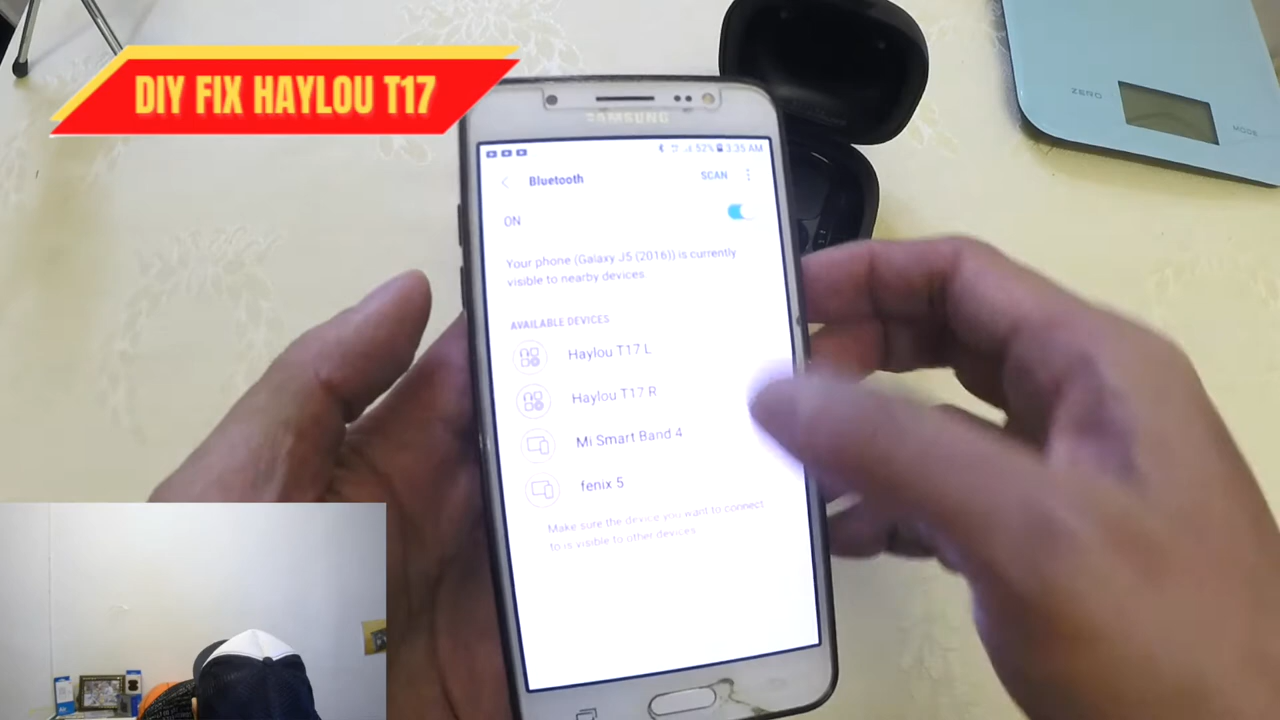 DIY FIX HAYLOU T17
ZERO
MODE
SAMSUNG
52% 3:35 AM
Bluetooth
SCAN
ON
Your phone (Galaxy J5 (2016)) is currently
visible to nearby devices.
AVAILABLE DEVICES
Haylou T17 L
Haylou T17 R
Mi Smart Band 4
fenix 5
Make sure the device you want to connect
to is visible to other devices.